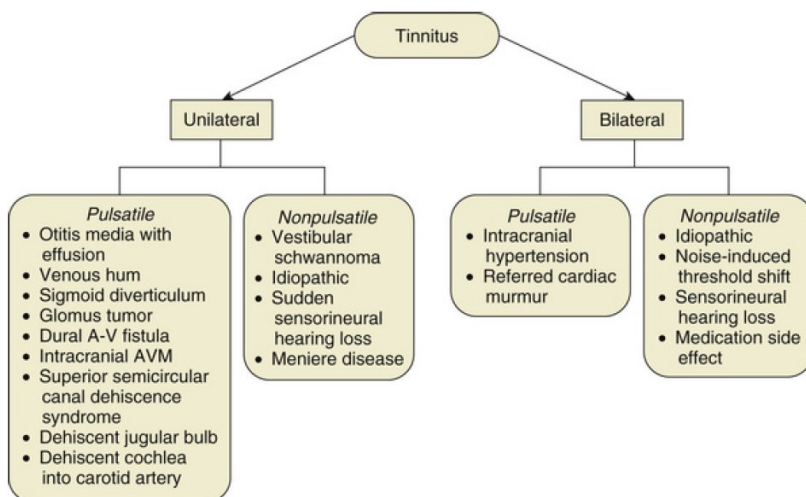 Tinnitus
Unilateral
Bilateral
Pulsatile
• Otitis media with
effusion
• Venous hum
• Sigmoid diverticulum
• Glomus tumor
• Dural A-V fistula
• Intracranial AVM
• Superior semicircular
canal dehiscence
syndrome
• Dehiscent jugular bulb
• Dehiscent cochlea
into carotid artery
Nonpulsatile
• Vestibular
schwannoma
• Idiopathic
• Sudden
sensorineural
hearing loss
• Meniere disease
Pulsatile
• Intracranial
hypertension
• Referred cardiac
murmur
Nonpulsatile
• Idiopathic
• Noise-induced
threshold shift
• Sensorineural
hearing loss
• Medication side
effect